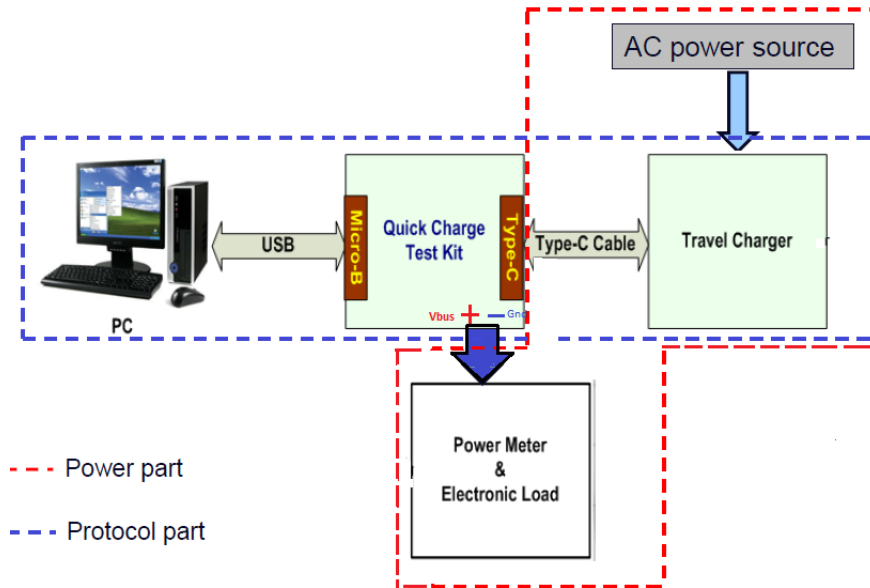 AC power source
Micro-B
Quick Charge
Test Kit
Type-C
USB
Type-C Cable
Travel Charger
PC
Vbus + — Gnd
Power Meter
&
Electronic Load
Power part
Protocol part